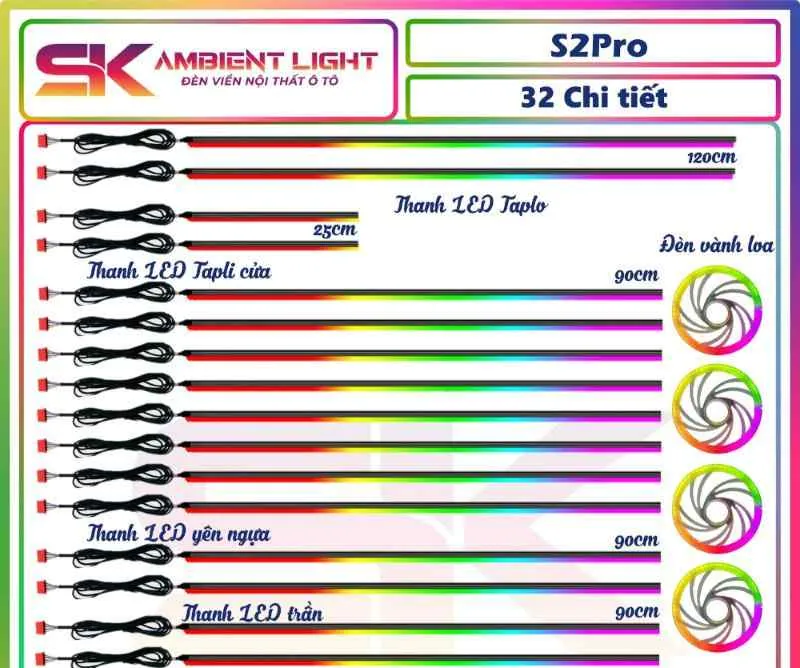 SK AMBIENT LIGHT
ĐÈN VIỀN NỘI THẤT Ô TÔ
S2Pro
32 Chi tiết
120cm
Thanh LED Taplo
25cm
Đèn vành loa
Thanh LED Tapli cửa
90cm
Thanh LED yên ngựa
90cm
Thanh LED trần
90cm